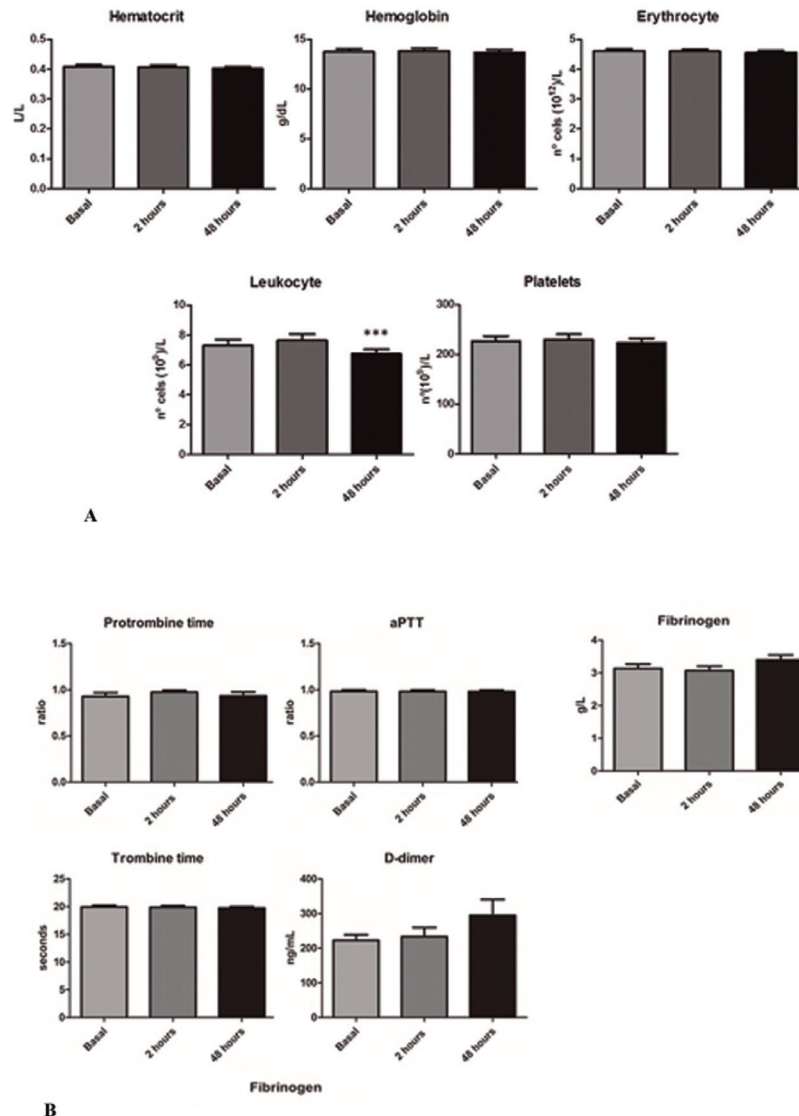 Hematocrit
0.5
0.4
0.3
0.2
0.1
0.0
L/L
Basal
2 hours
48 hours
Hemoglobin
15
10
5
0
g/dL
Basal
2 hours
48 hours
Erythrocyte
6
4
2
0
nº cels (10¹²)/L
Basal
2 hours
48 hours
Leukocyte
10
8
6
4
2
0
nº cels (10⁹)/L
***
Basal
2 hours
48 hours
Platelets
300
200
100
0
nº(10⁹)/L
Basal
2 hours
48 hours
A
Protrombine time
1.5
1.0
0.5
0.0
ratio
Basal
2 hours
48 hours
aPTT
1.5
1.0
0.5
0.0
ratio
Basal
2 hours
48 hours
Fibrinogen
4
3
2
1
0
g/L
Basal
2 hours
48 hours
Trombine time
25
20
15
10
5
0
seconds
Basal
2 hours
48 hours
D-dimer
400
300
200
100
0
ng/mL
Basal
2 hours
48 hours
Fibrinogen
B